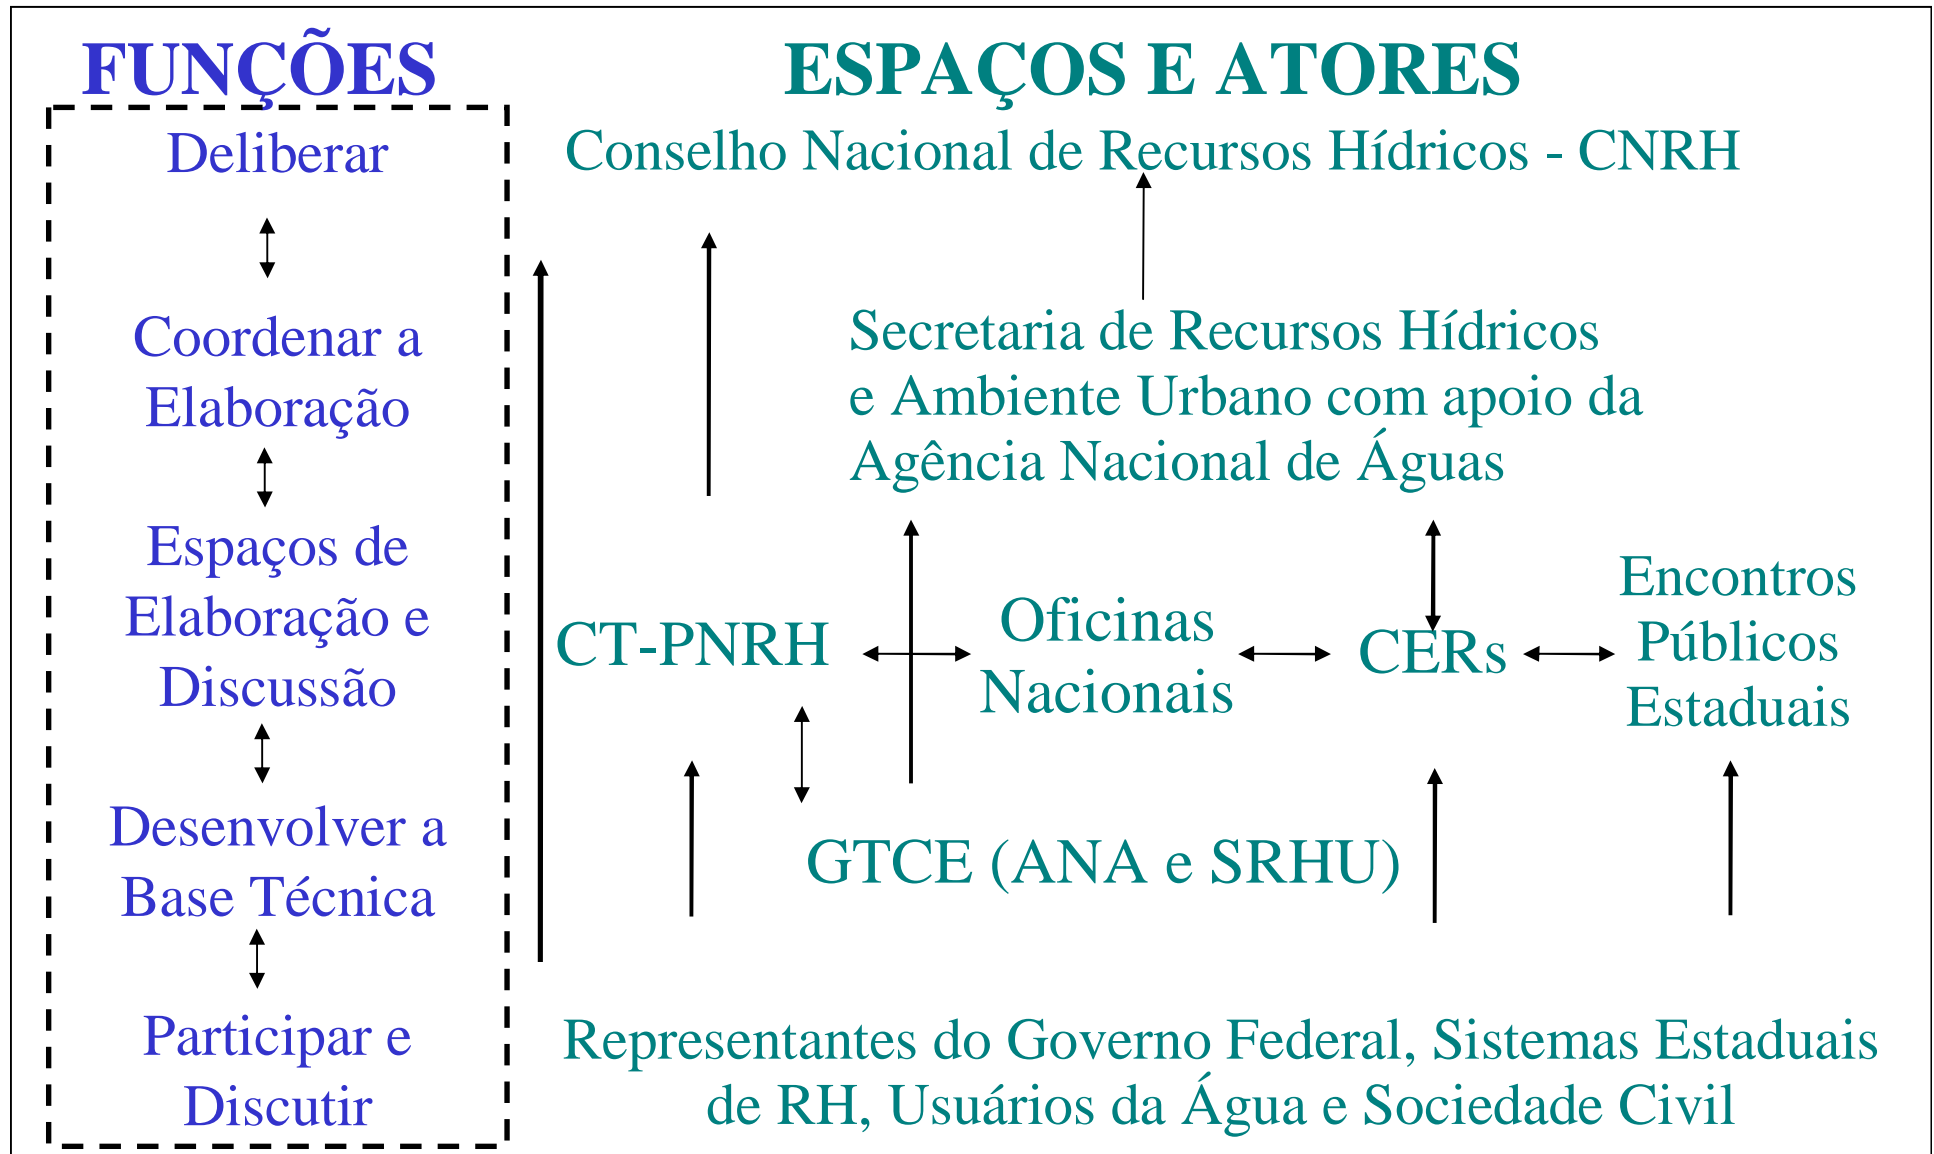 FUNÇÕES
Deliberar
Coordenar a
Elaboração
Espaços de
Elaboração e
Discussão
Desenvolver a
Base Técnica
Participar e
Discutir
ESPAÇOS E ATORES
Conselho Nacional de Recursos Hídricos - CNRH
Secretaria de Recursos Hídricos
e Ambiente Urbano com apoio da
Agência Nacional de Águas
CT-PNRH
Oficinas
Nacionais
CERs
Encontros
Públicos
Estaduais
GTCE (ANA e SRHU)
Representantes do Governo Federal, Sistemas Estaduais
de RH, Usuários da Água e Sociedade Civil